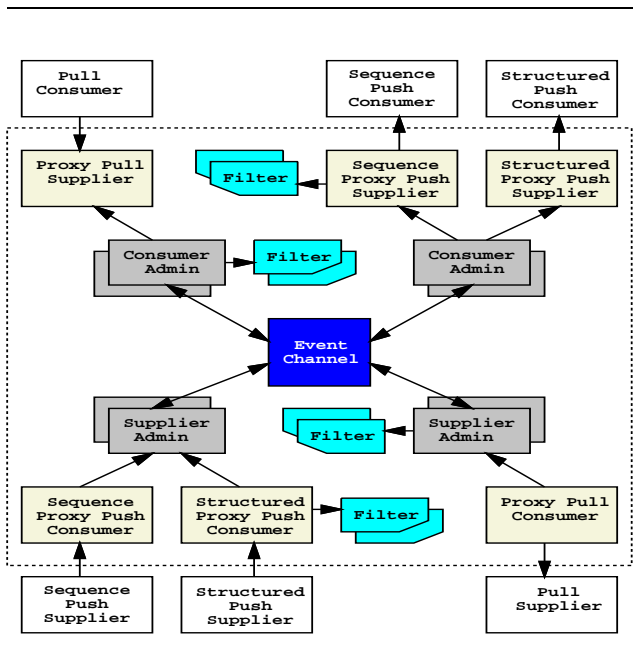 Pull
Consumer
Sequence
Push
Consumer
Structured
Push
Consumer
Proxy Pull
Supplier
Filter
Sequence
Proxy Push
Supplier
Structured
Proxy Push
Supplier
Consumer
Admin
Filter
Consumer
Admin
Event
Channel
Supplier
Admin
Filter
Supplier
Admin
Sequence
Proxy Push
Consumer
Structured
Proxy Push
Consumer
Filter
Proxy Pull
Consumer
Sequence
Push
Supplier
Structured
Push
Supplier
Pull
Supplier